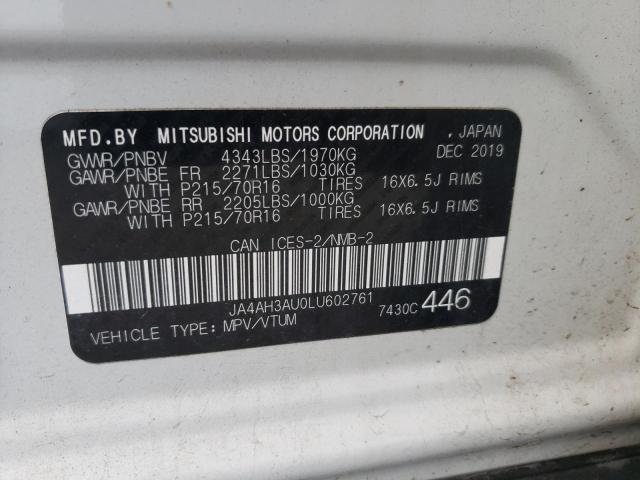 MFD.BY MITSUBISHI MOTORS CORPORATION , JAPAN
GVWR/PNBV 4343LBS/1970KG DEC 2019
GAWR/PNBE FR 2271LBS/1030KG
WITH P215/70R16 TIRES 16X6.5J RIMS
GAWR/PNBE RR 2205LBS/1000KG
WITH P215/70R16 TIRES 16X6.5J RIMS
CAN ICES-2/NMB-2
JA4AH3AU0LU602761
VEHICLE TYPE: MPV/VTUM 7430C 446